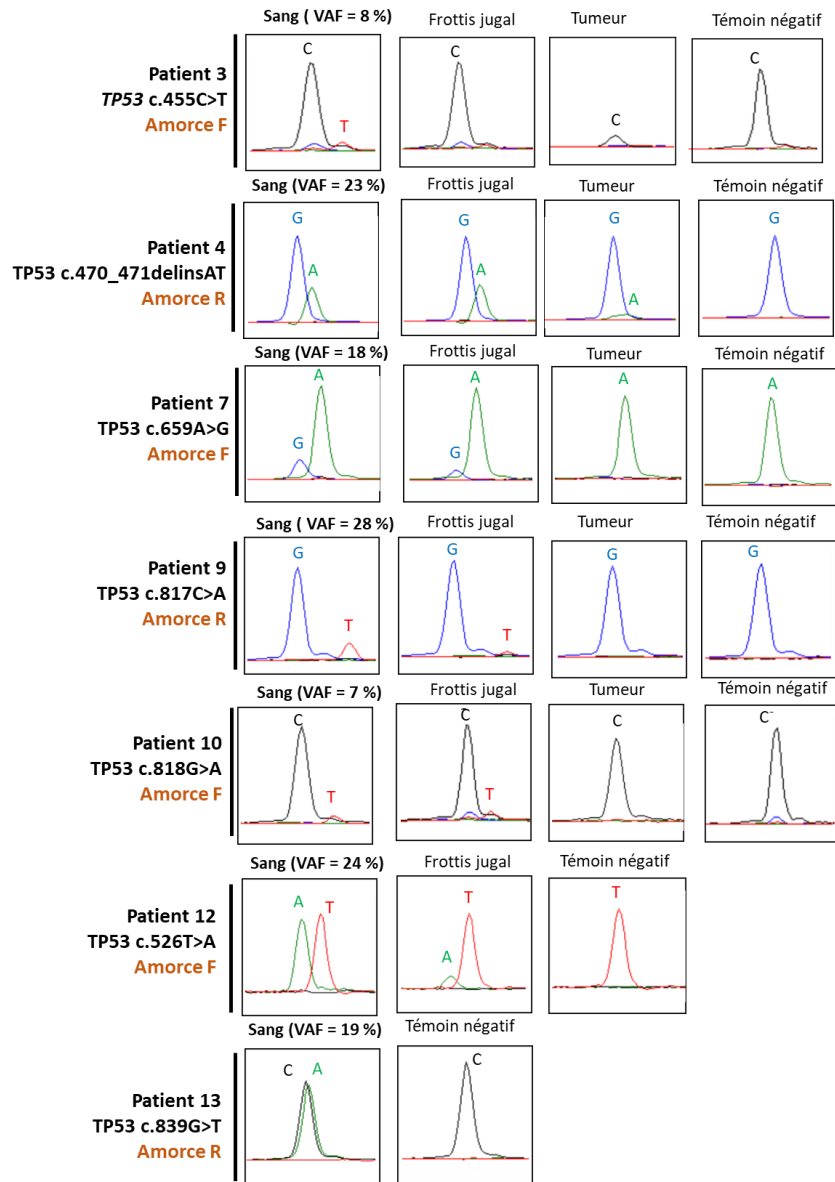 Sang ( VAF = 8 %)
Frottis jugal
Tumeur
Témoin négatif
Patient 3
TP53 c.455C>T
Amorce F
C
T
C
C
C
Sang (VAF = 23 %)
Frottis jugal
Tumeur
Témoin négatif
Patient 4
TP53 c.470_471delinsAT
Amorce R
G
A
G
A
G
A
G
Sang (VAF = 18 %)
Frottis jugal
Tumeur
Témoin négatif
Patient 7
TP53 c.659A>G
Amorce F
A
G
A
G
A
A
Sang ( VAF = 28 %)
Frottis jugal
Tumeur
Témoin négatif
Patient 9
TP53 c.817C>A
Amorce R
G
T
G
T
G
G
Sang (VAF = 7 %)
Frottis jugal
Tumeur
Témoin négatif
Patient 10
TP53 c.818G>A
Amorce F
C
T
C
T
C
C
Sang (VAF = 24 %)
Frottis jugal
Témoin négatif
Patient 12
TP53 c.526T>A
Amorce F
A
T
A
T
T
Sang (VAF = 19 %)
Témoin négatif
Patient 13
TP53 c.839G>T
Amorce R
C
A
C